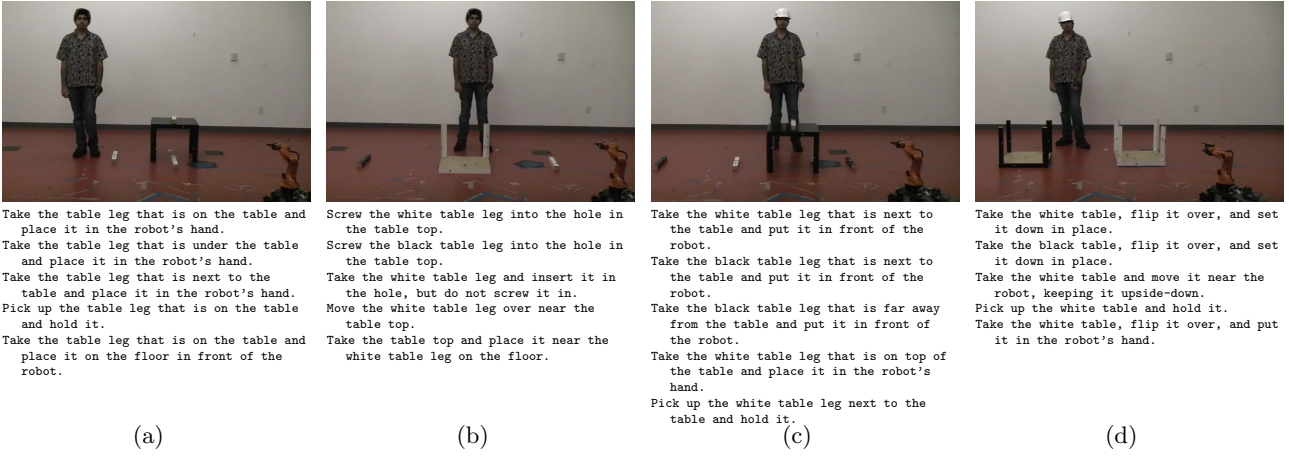 Take the table leg that is on the table and
place it in the robot's hand.
Take the table leg that is under the table
and place it in the robot's hand.
Take the table leg that is next to the
table and place it in the robot's hand.
Pick up the table leg that is on the table
and hold it.
Take the table leg that is on the table and
place it on the floor in front of the
robot.
(a)
Screw the white table leg into the hole in
the table top.
Screw the black table leg into the hole in
the table top.
Take the white table leg and insert it in
the hole, but do not screw it in.
Move the white table leg over near the
table top.
Take the table top and place it near the
white table leg on the floor.
(b)
Take the white table leg that is next to
the table and put it in front of the
robot.
Take the black table leg that is next to
the table and put it in front of the
robot.
Take the black table leg that is far away
from the table and put it in front of
the robot.
Take the white table leg that is on top of
the table and place it in the robot's
hand.
Pick up the white table leg next to the
table and hold it.
(c)
Take the white table, flip it over, and set
it down in place.
Take the black table, flip it over, and set
it down in place.
Take the white table and move it near the
robot, keeping it upside-down.
Pick up the white table and hold it.
Take the white table, flip it over, and put
it in the robot's hand.
(d)